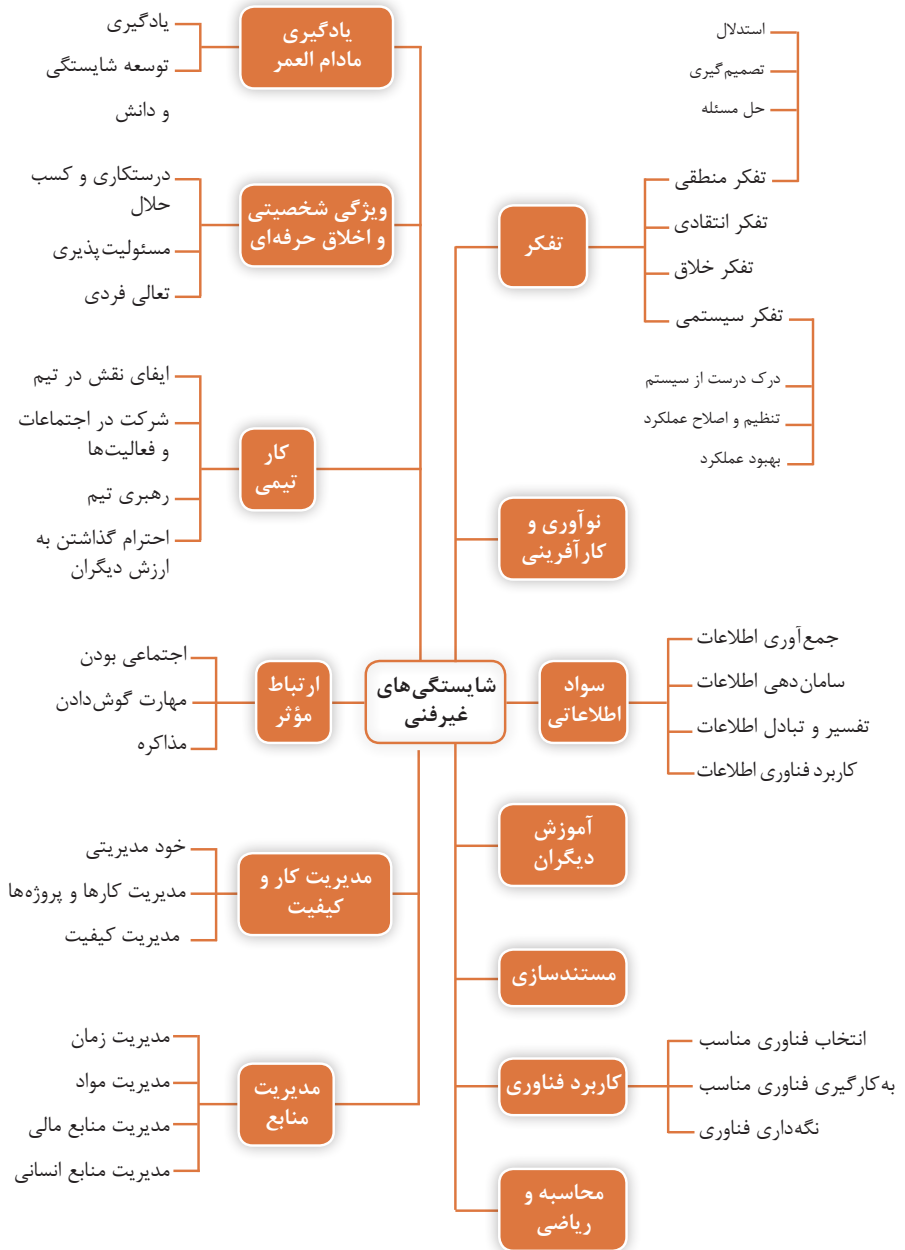 شایستگی‌های
غیرفنی
تفکر
استدلال
تصمیم‌گیری
حل مسئله
تفکر منطقی
تفکر انتقادی
تفکر خلاق
تفکر سیستمی
درک درست از سیستم
تنظیم و اصلاح عملکرد
بهبود عملکرد
نوآوری و
کارآفرینی
سواد
اطلاعاتی
جمع‌آوری اطلاعات
سامان‌دهی اطلاعات
تفسیر و تبادل اطلاعات
کاربرد فناوری اطلاعات
آموزش
دیگران
مستندسازی
کاربرد فناوری
انتخاب فناوری مناسب
به‌کارگیری فناوری مناسب
نگه‌داری فناوری
محاسبه و
ریاضی
یادگیری
مادام العمر
یادگیری
توسعه شایستگی
و دانش
ویژگی شخصیتی
و اخلاق حرفه‌ای
درستکاری و کسب
حلال
مسئولیت‌پذیری
تعالی فردی
کار
تیمی
ایفای نقش در تیم
شرکت در اجتماعات
و فعالیت‌ها
رهبری تیم
احترام گذاشتن به
ارزش دیگران
ارتباط
مؤثر
اجتماعی بودن
مهارت گوش‌دادن
مذاکره
مدیریت کار و
کیفیت
خود مدیریتی
مدیریت کارها و پروژه‌ها
مدیریت کیفیت
مدیریت
منابع
مدیریت زمان
مدیریت مواد
مدیریت منابع مالی
مدیریت منابع انسانی